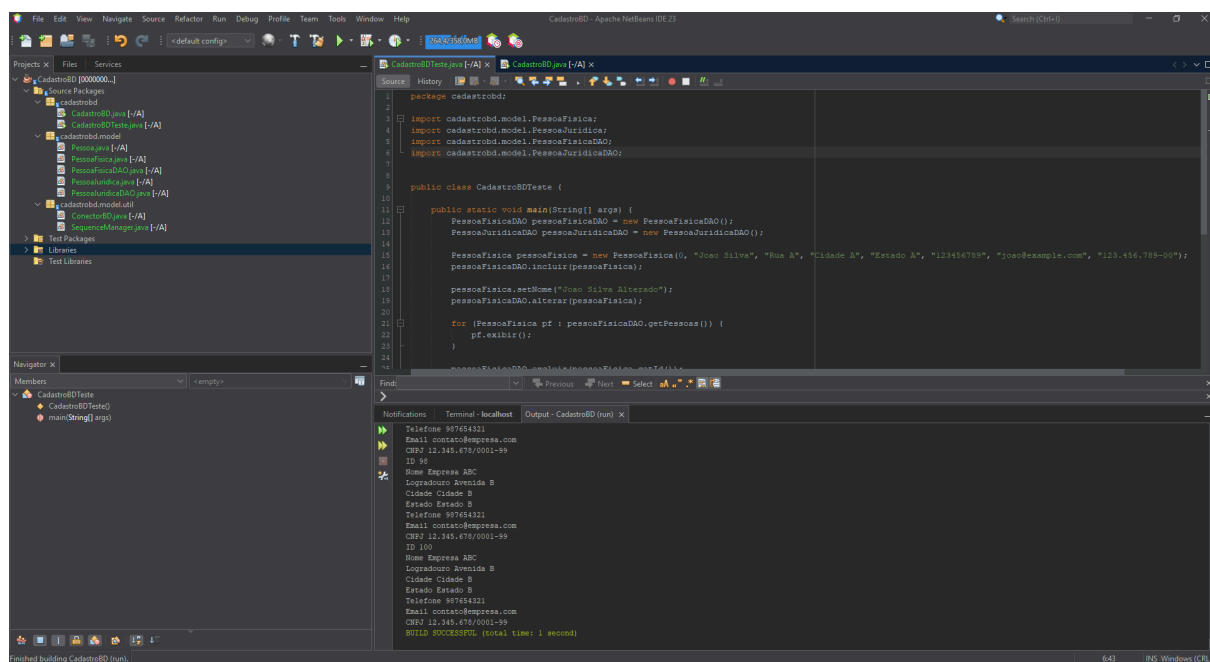 File Edit View Navigate Source Refactor Run Debug Profile Team Tools Window Help CadastroBD - Apache NetBeans IDE 23 Search (Ctrl+I)
<default config> 264.4/358.0MB
Projects Files Services
CadastroBD [0000000...]
Source Packages
cadastrobd
CadastroBD.java [-/A]
CadastroBDTeste.java [-/A]
cadastrobd.model
Pessoa.java [-/A]
PessoaFisica.java [-/A]
PessoaFisicaDAO.java [-/A]
PessoaJuridica.java [-/A]
PessoaJuridicaDAO.java [-/A]
cadastrobd.model.util
ConectorBD.java [-/A]
SequenceManager.java [-/A]
Test Packages
Libraries
Test Libraries
Navigator
Members <empty>
CadastroBDTeste
CadastroBDTeste()
main(String[] args)
CadastroBDTeste.java [-/A] CadastroBD.java [-/A]
Source History
1 package cadastrobd;
2
3 import cadastrobd.model.PessoaFisica;
4 import cadastrobd.model.PessoaJuridica;
5 import cadastrobd.model.PessoaFisicaDAO;
6 import cadastrobd.model.PessoaJuridicaDAO;
7
8
9 public class CadastroBDTeste {
10
11 public static void main(String[] args) {
12 PessoaFisicaDAO pessoaFisicaDAO = new PessoaFisicaDAO();
13 PessoaJuridicaDAO pessoaJuridicaDAO = new PessoaJuridicaDAO();
14
15 PessoaFisica pessoaFisica = new PessoaFisica(0, "Joao Silva", "Rua A", "Cidade A", "Estado A", "123456789", "joao@example.com", "123.456.789-00");
16 pessoaFisicaDAO.incluir(pessoaFisica);
17
18 pessoaFisica.setNome("Joao Silva Alterado");
19 pessoaFisicaDAO.alterar(pessoaFisica);
20
21 for (PessoaFisica pf : pessoaFisicaDAO.getPessoas()) {
22 pf.exibir();
23 }
24
25 pessoaFisicaDAO.excluir(pessoaFisica.getId());
Find: Previous Next Select
Notifications Terminal - localhost Output - CadastroBD (run)
Telefone 987654321
Email contato@empresa.com
CNPJ 12.345.678/0001-99
ID 98
Nome Empresa ABC
Logradouro Avenida B
Cidade Cidade B
Estado Estado B
Telefone 987654321
Email contato@empresa.com
CNPJ 12.345.678/0001-99
ID 100
Nome Empresa ABC
Logradouro Avenida B
Cidade Cidade B
Estado Estado B
Telefone 987654321
Email contato@empresa.com
CNPJ 12.345.678/0001-99
BUILD SUCCESSFUL (total time: 1 second)
Finished building CadastroBD (run). 6:43 INS Windows (CRL